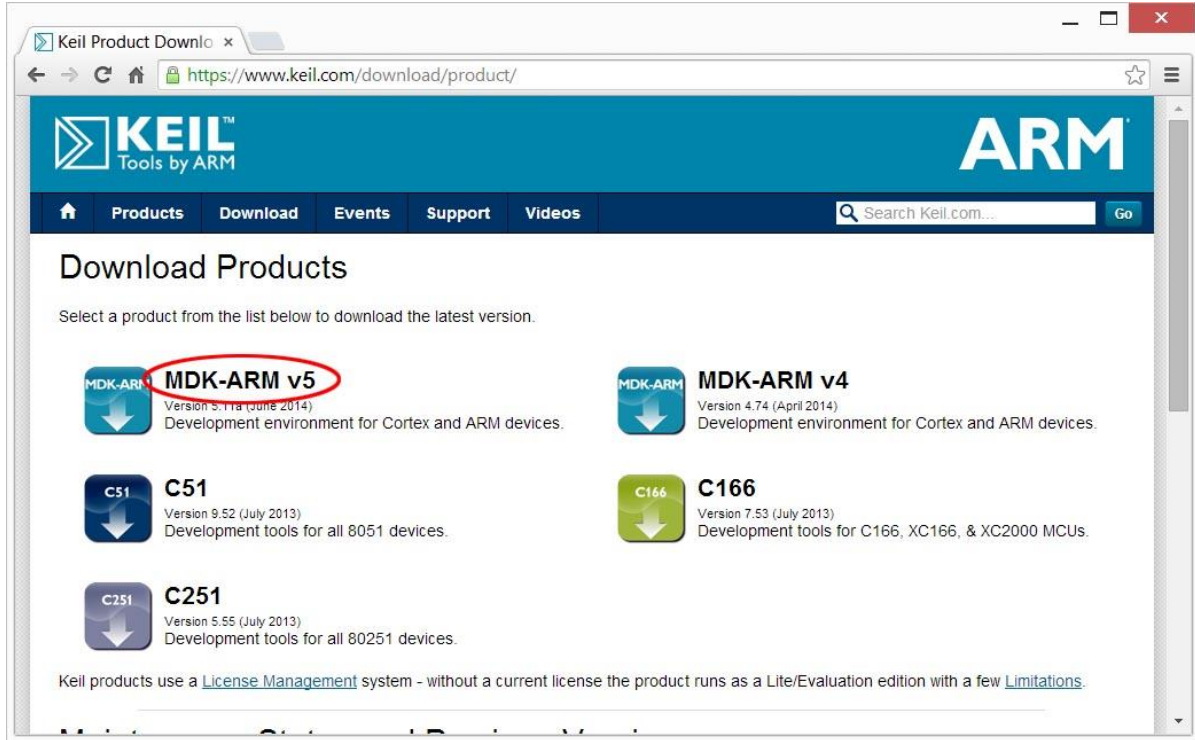 Keil Product Downlo
https://www.keil.com/download/product/
KEIL™
Tools by ARM
ARM
Products Download Events Support Videos
Search Keil.com... Go
Download Products
Select a product from the list below to download the latest version.
MDK-ARM
MDK-ARM v5
Version 5.11a (June 2014)
Development environment for Cortex and ARM devices.
MDK-ARM
MDK-ARM v4
Version 4.74 (April 2014)
Development environment for Cortex and ARM devices.
C51
C51
Version 9.52 (July 2013)
Development tools for all 8051 devices.
C166
C166
Version 7.53 (July 2013)
Development tools for C166, XC166, & XC2000 MCUs.
C251
C251
Version 5.55 (July 2013)
Development tools for all 80251 devices.
Keil products use a License Management system - without a current license the product runs as a Lite/Evaluation edition with a few Limitations.